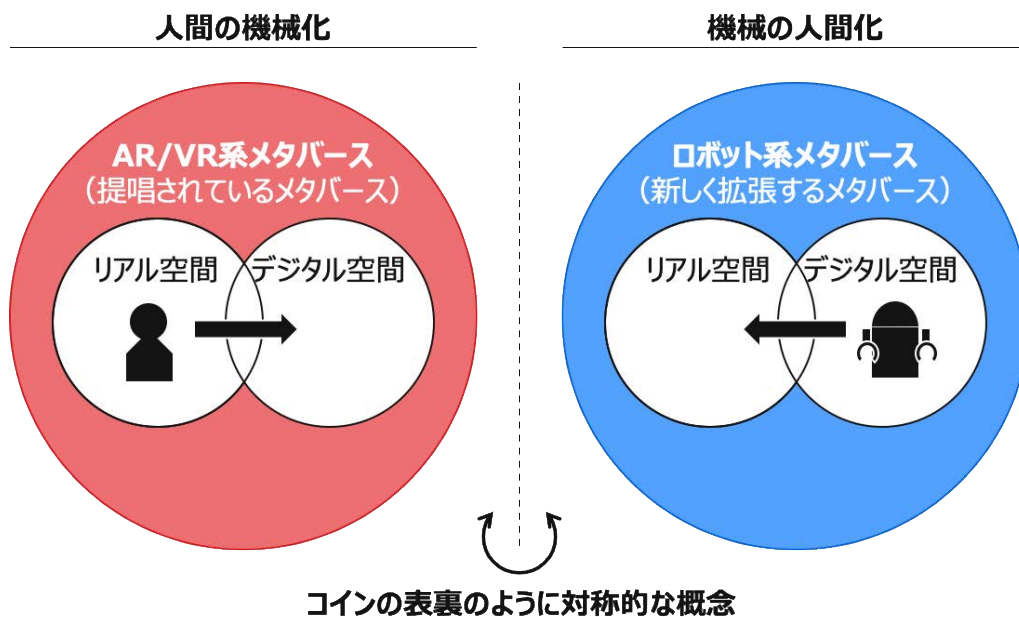 人間の機械化
AR/VR系メタバース
（提唱されているメタバース）
リアル空間
デジタル空間
機械の人間化
ロボット系メタバース
（新しく拡張するメタバース）
リアル空間
デジタル空間
コインの表裏のように対称的な概念